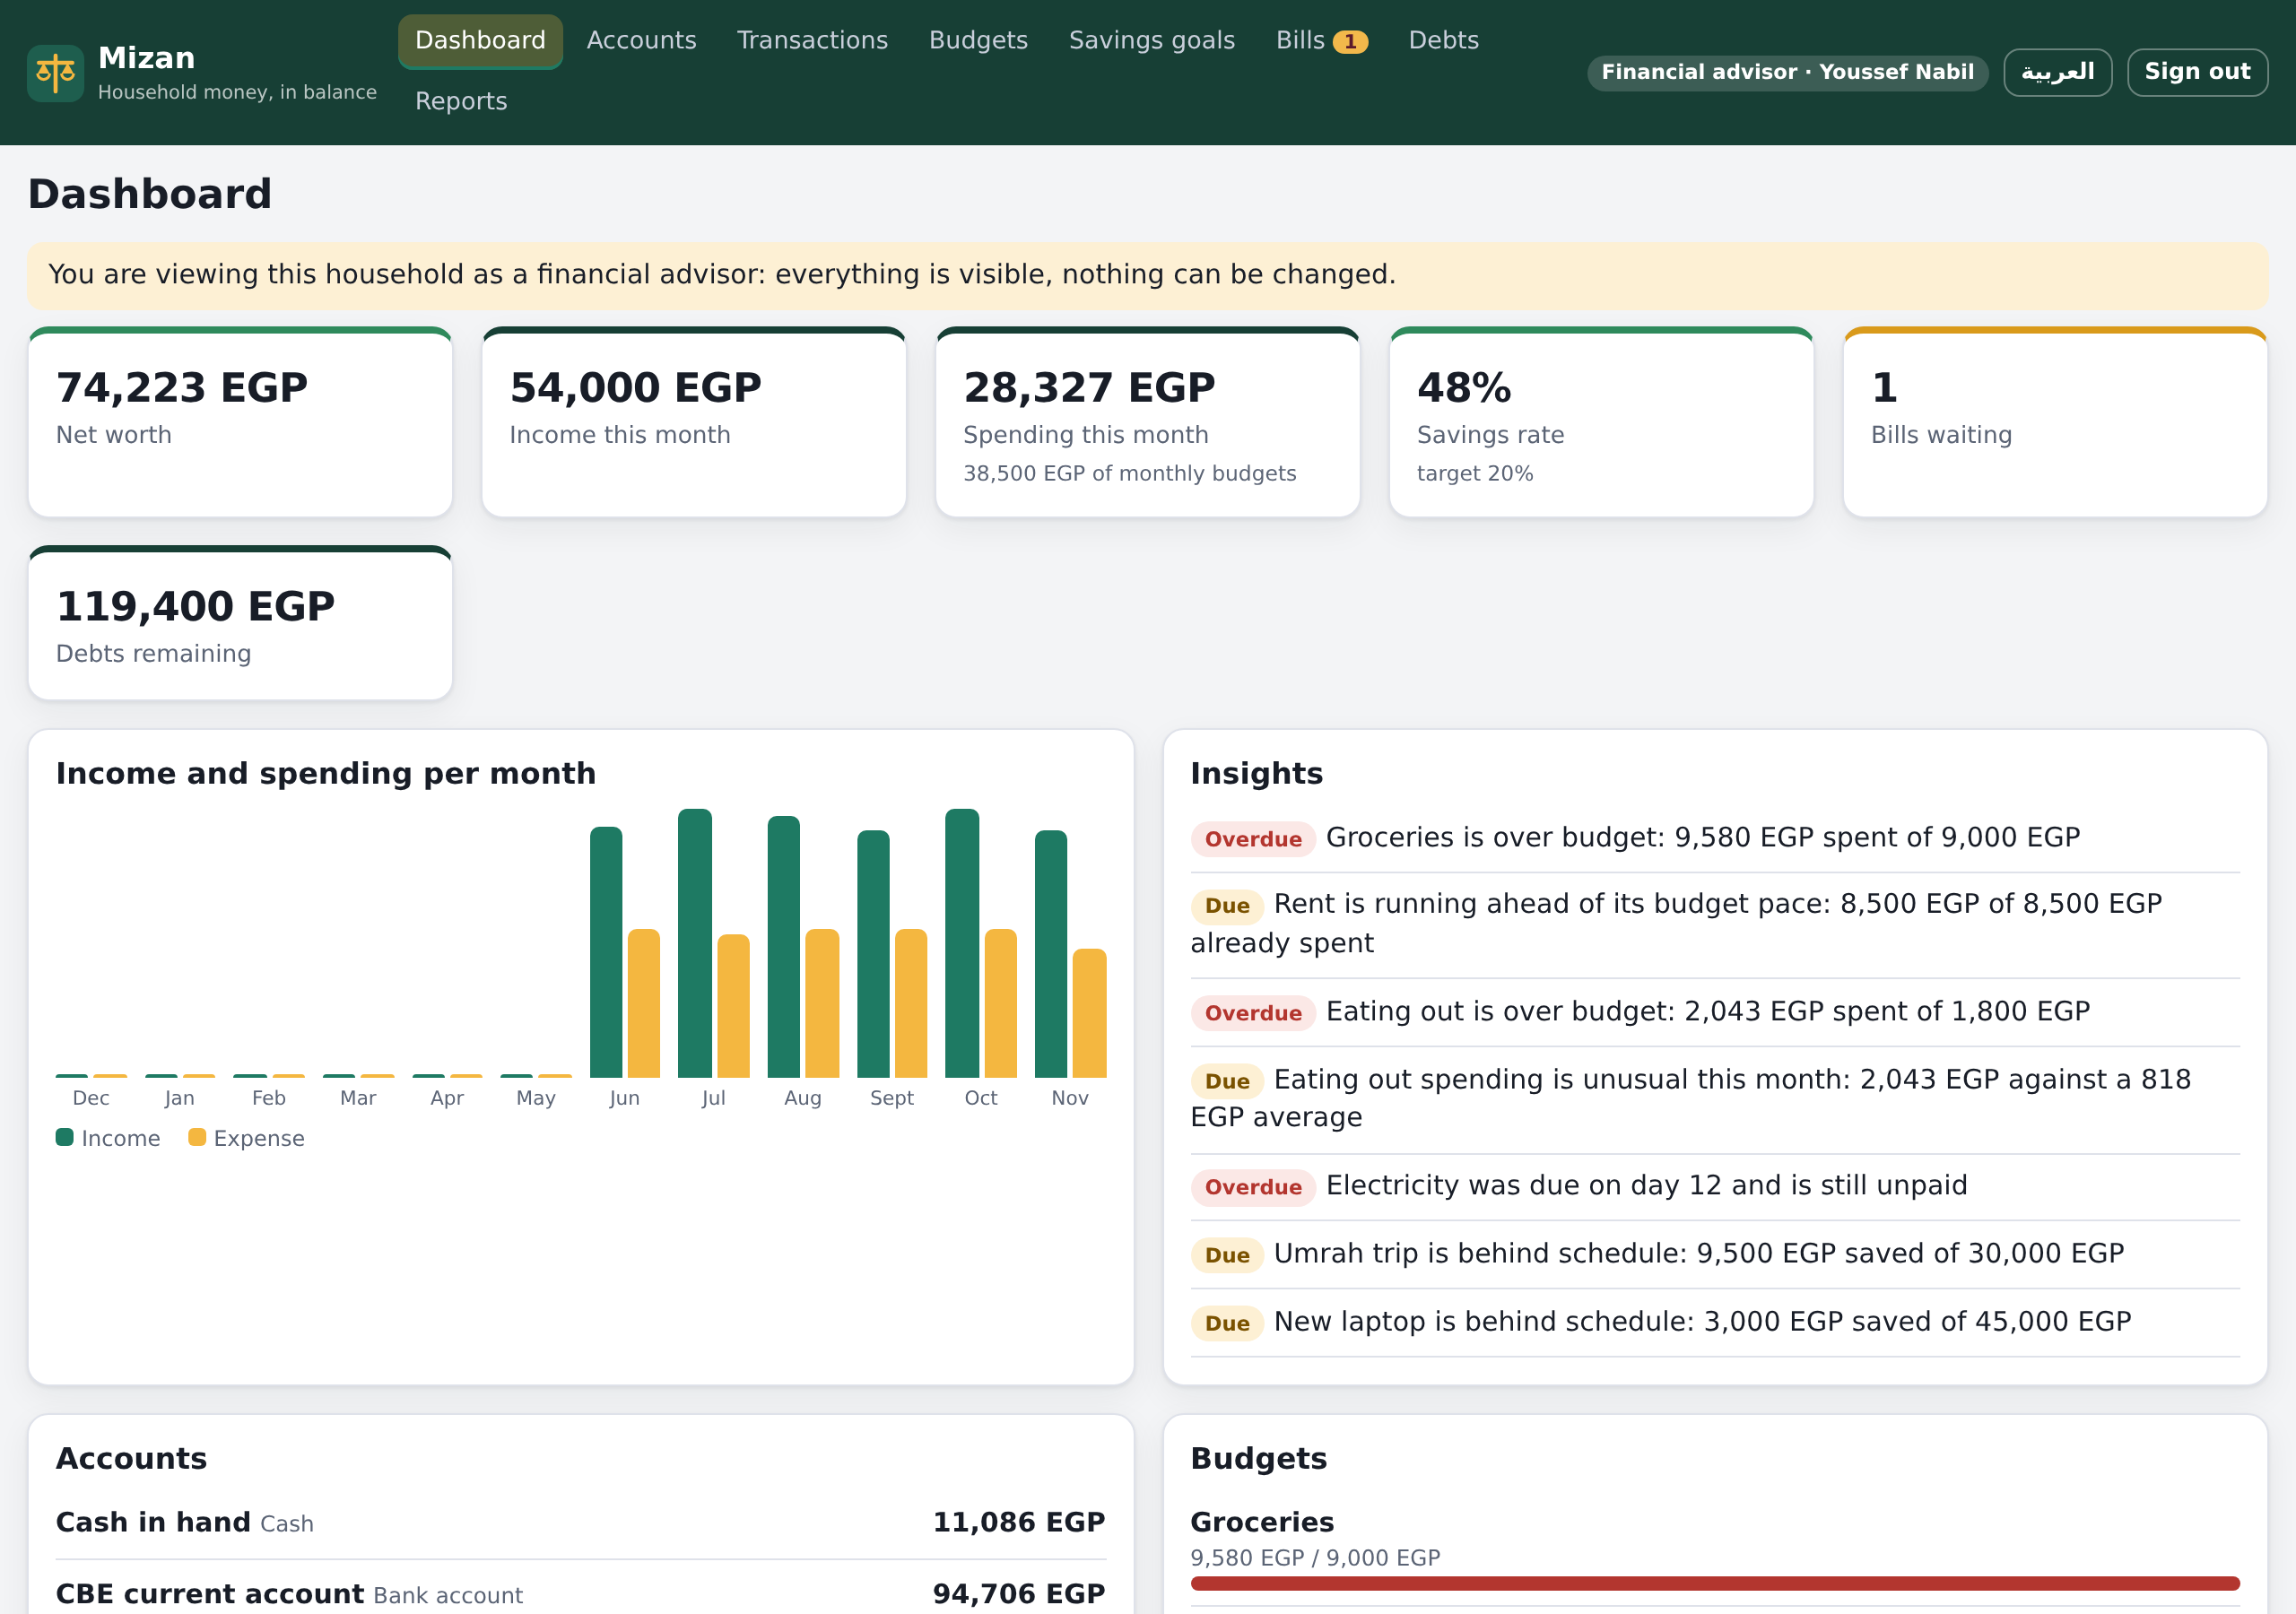 Mizan
Household money, in balance
Dashboard Accounts Transactions Budgets Savings goals Bills 1 Debts
Reports
Financial advisor · Youssef Nabil
العربية
Sign out
Dashboard
You are viewing this household as a financial advisor: everything is visible, nothing can be changed.
74,223 EGP
Net worth
54,000 EGP
Income this month
28,327 EGP
Spending this month
38,500 EGP of monthly budgets
48%
Savings rate
target 20%
1
Bills waiting
119,400 EGP
Debts remaining
Income and spending per month
Dec Jan Feb Mar Apr May Jun Jul Aug Sept Oct Nov
Income Expense
Insights
Overdue Groceries is over budget: 9,580 EGP spent of 9,000 EGP
Due Rent is running ahead of its budget pace: 8,500 EGP of 8,500 EGP
already spent
Overdue Eating out is over budget: 2,043 EGP spent of 1,800 EGP
Due Eating out spending is unusual this month: 2,043 EGP against a 818
EGP average
Overdue Electricity was due on day 12 and is still unpaid
Due Umrah trip is behind schedule: 9,500 EGP saved of 30,000 EGP
Due New laptop is behind schedule: 3,000 EGP saved of 45,000 EGP
Accounts
Cash in hand Cash 11,086 EGP
CBE current account Bank account 94,706 EGP
Budgets
Groceries
9,580 EGP / 9,000 EGP